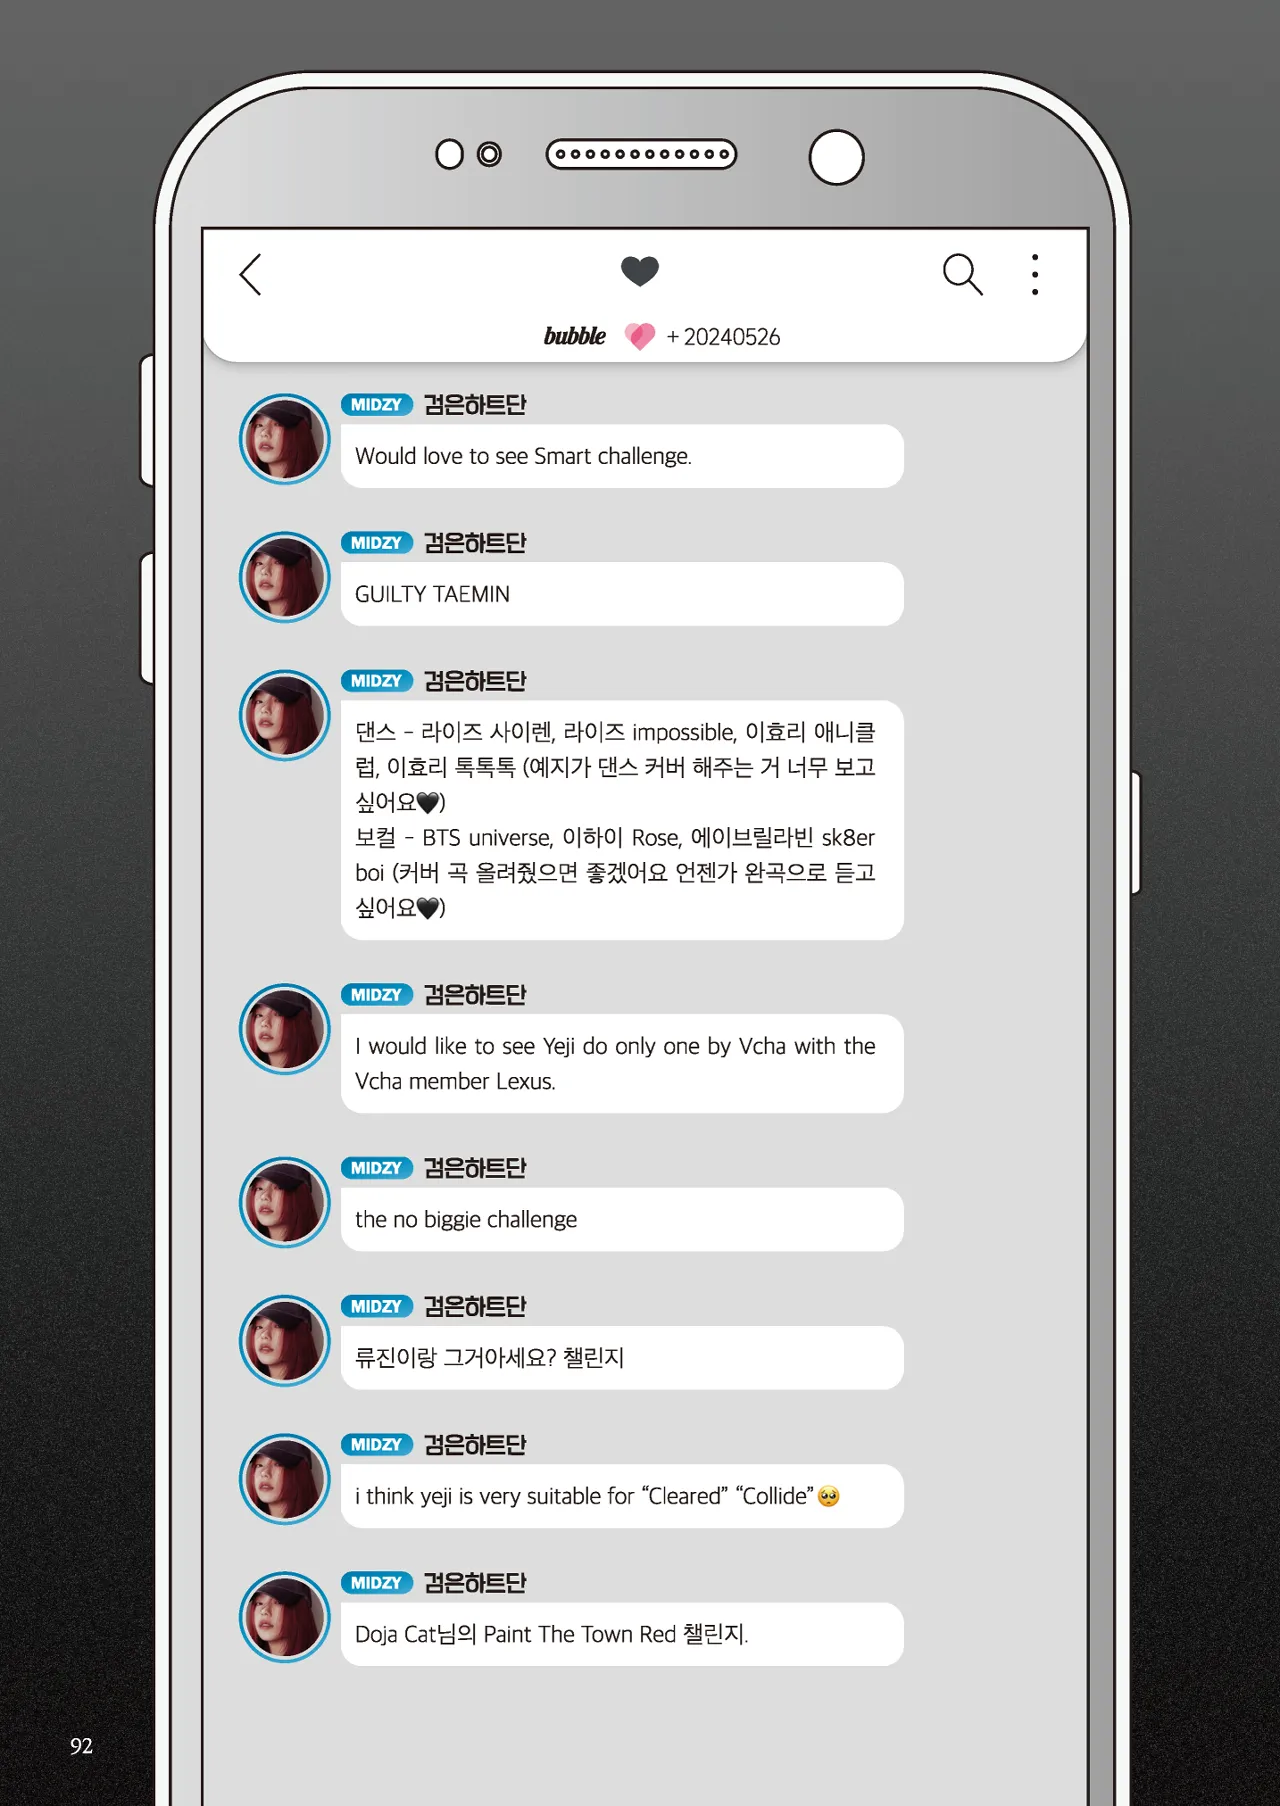 bubble + 20240526
MIDZY 검은하트단
Would love to see Smart challenge.
MIDZY 검은하트단
GUILTY TAEMIN
MIDZY 검은하트단
댄스 - 라이즈 사이렌, 라이즈 impossible, 이효리 애니클
럽, 이효리 톡톡톡 (예지가 댄스 커버 해주는 거 너무 보고
싶어요🖤)
보컬 - BTS universe, 이하이 Rose, 에이브릴라빈 sk8er
boi (커버 곡 올려줬으면 좋겠어요 언젠가 완곡으로 듣고
싶어요🖤)
MIDZY 검은하트단
I would like to see Yeji do only one by Vcha with the
Vcha member Lexus.
MIDZY 검은하트단
the no biggie challenge
MIDZY 검은하트단
류진이랑 그거아세요? 챌린지
MIDZY 검은하트단
i think yeji is very suitable for “Cleared” “Collide”🥺
MIDZY 검은하트단
Doja Cat님의 Paint The Town Red 챌린지.
92